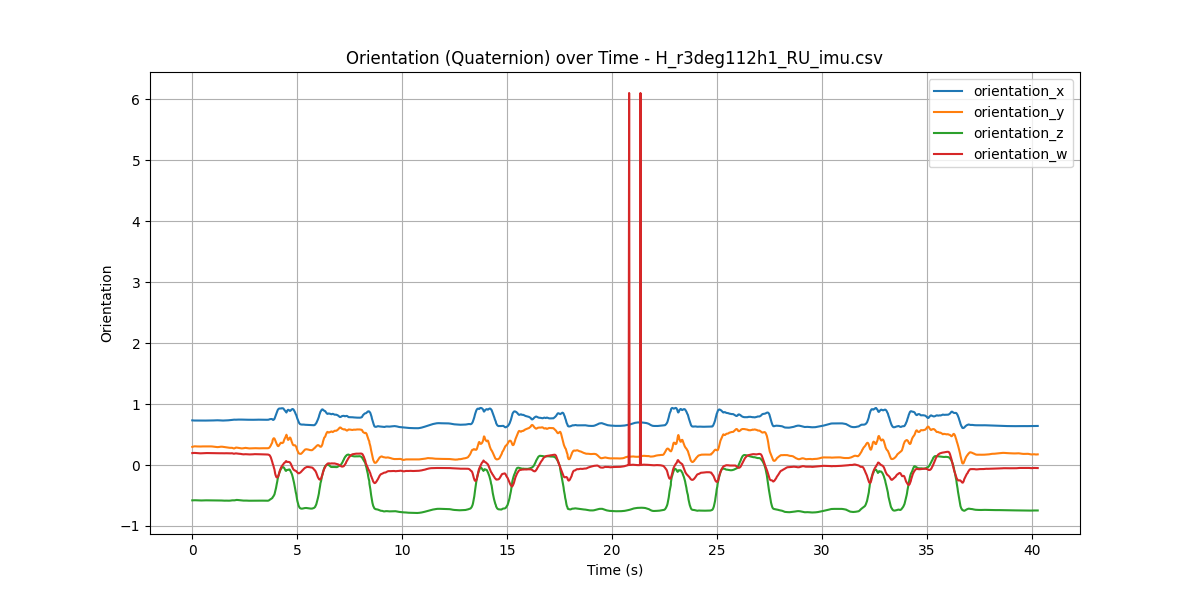 Orientation (Quaternion) over Time - H_r3deg112h1_RU_imu.csv
orientation_x
orientation_y
orientation_z
orientation_w
6
5
4
3
2
1
0
−1
Orientation
0 5 10 15 20 25 30 35 40
Time (s)